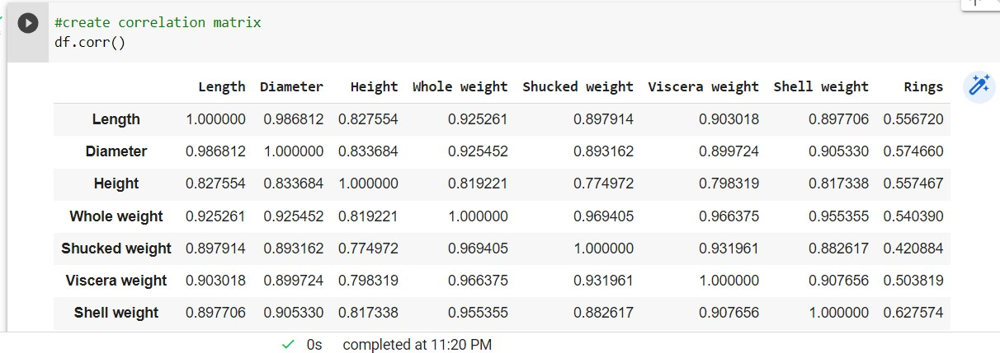 #create correlation matrix
df.corr()
Length Diameter Height Whole weight Shucked weight Viscera weight Shell weight Rings
Length 1.000000 0.986812 0.827554 0.925261 0.897914 0.903018 0.897706 0.556720
Diameter 0.986812 1.000000 0.833684 0.925452 0.893162 0.899724 0.905330 0.574660
Height 0.827554 0.833684 1.000000 0.819221 0.774972 0.798319 0.817338 0.557467
Whole weight 0.925261 0.925452 0.819221 1.000000 0.969405 0.966375 0.955355 0.540390
Shucked weight 0.897914 0.893162 0.774972 0.969405 1.000000 0.931961 0.882617 0.420884
Viscera weight 0.903018 0.899724 0.798319 0.966375 0.931961 1.000000 0.907656 0.503819
Shell weight 0.897706 0.905330 0.817338 0.955355 0.882617 0.907656 1.000000 0.627574
0s completed at 11:20 PM